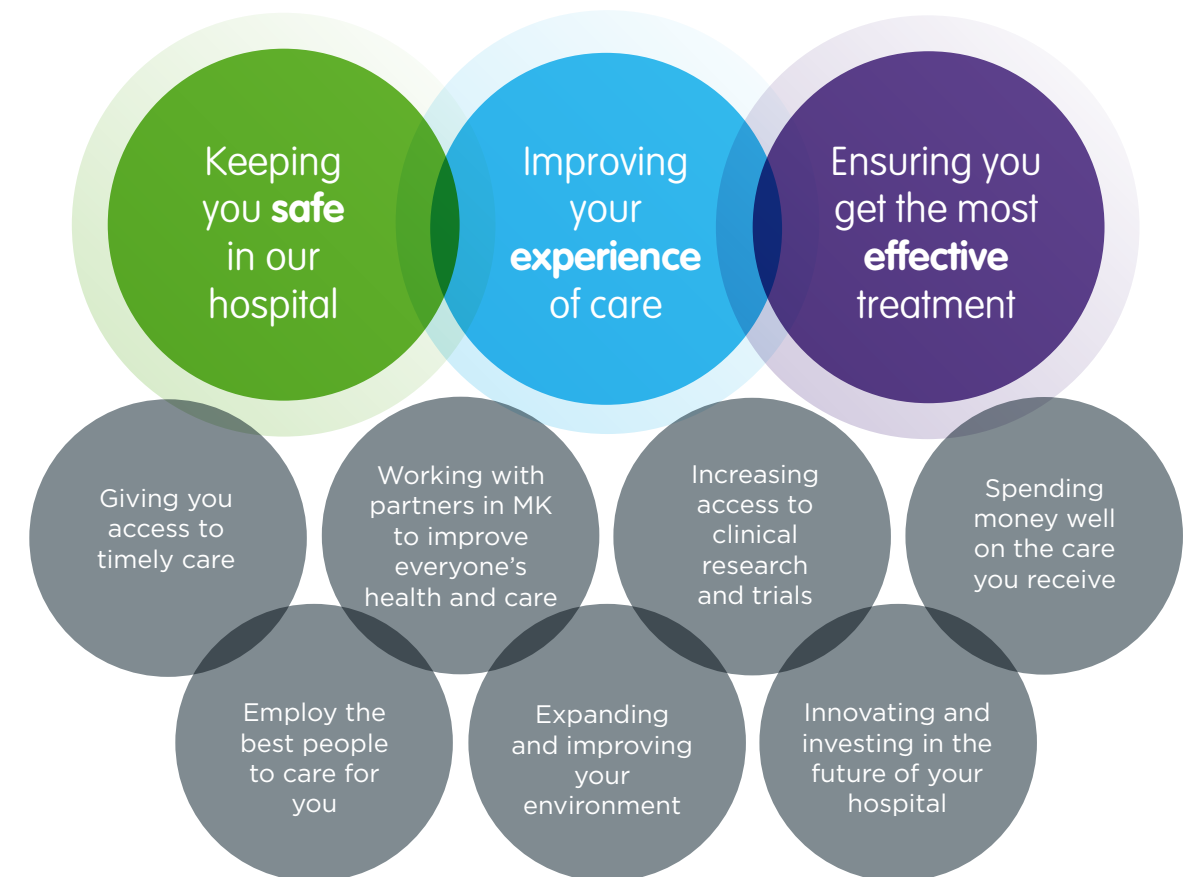 Keeping
you safe
in our
hospital
Improving
your
experience
of care
Ensuring you
get the most
effective
treatment
Giving you
access to
timely care
Working with
partners in MK
to improve
everyone’s
health and care
Increasing
access to
clinical
research
and trials
Spending
money well
on the care
you receive
Employ the
best people
to care for
you
Expanding
and improving
your
environment
Innovating and
investing in the
future of your
hospital